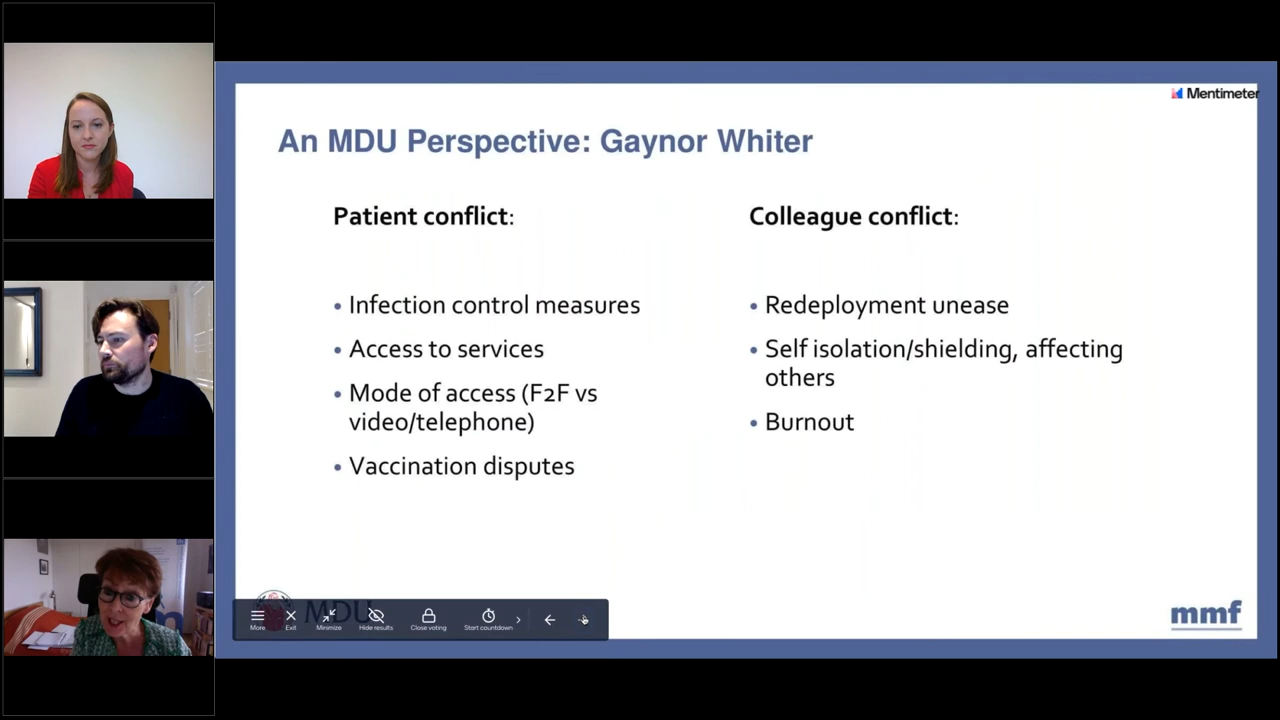 Mentimeter
An MDU Perspective: Gaynor Whiter
Patient conflict:
• Infection control measures
• Access to services
• Mode of access (F2F vs
video/telephone)
• Vaccination disputes
Colleague conflict:
• Redeployment unease
• Self isolation/shielding, affecting
others
• Burnout
MDU
More
Exit
Minimize
Hide results
Close voting
Start countdown
mmf